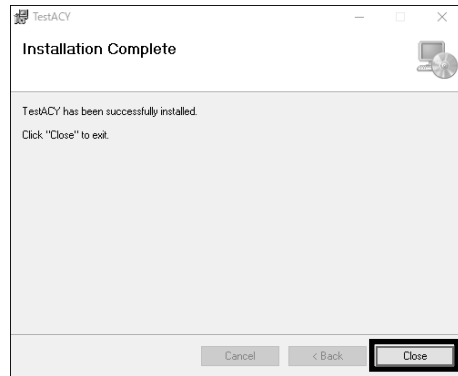 TestACY
Installation Complete
TestACY has been successfully installed.
Click "Close" to exit.
Cancel
< Back
Close